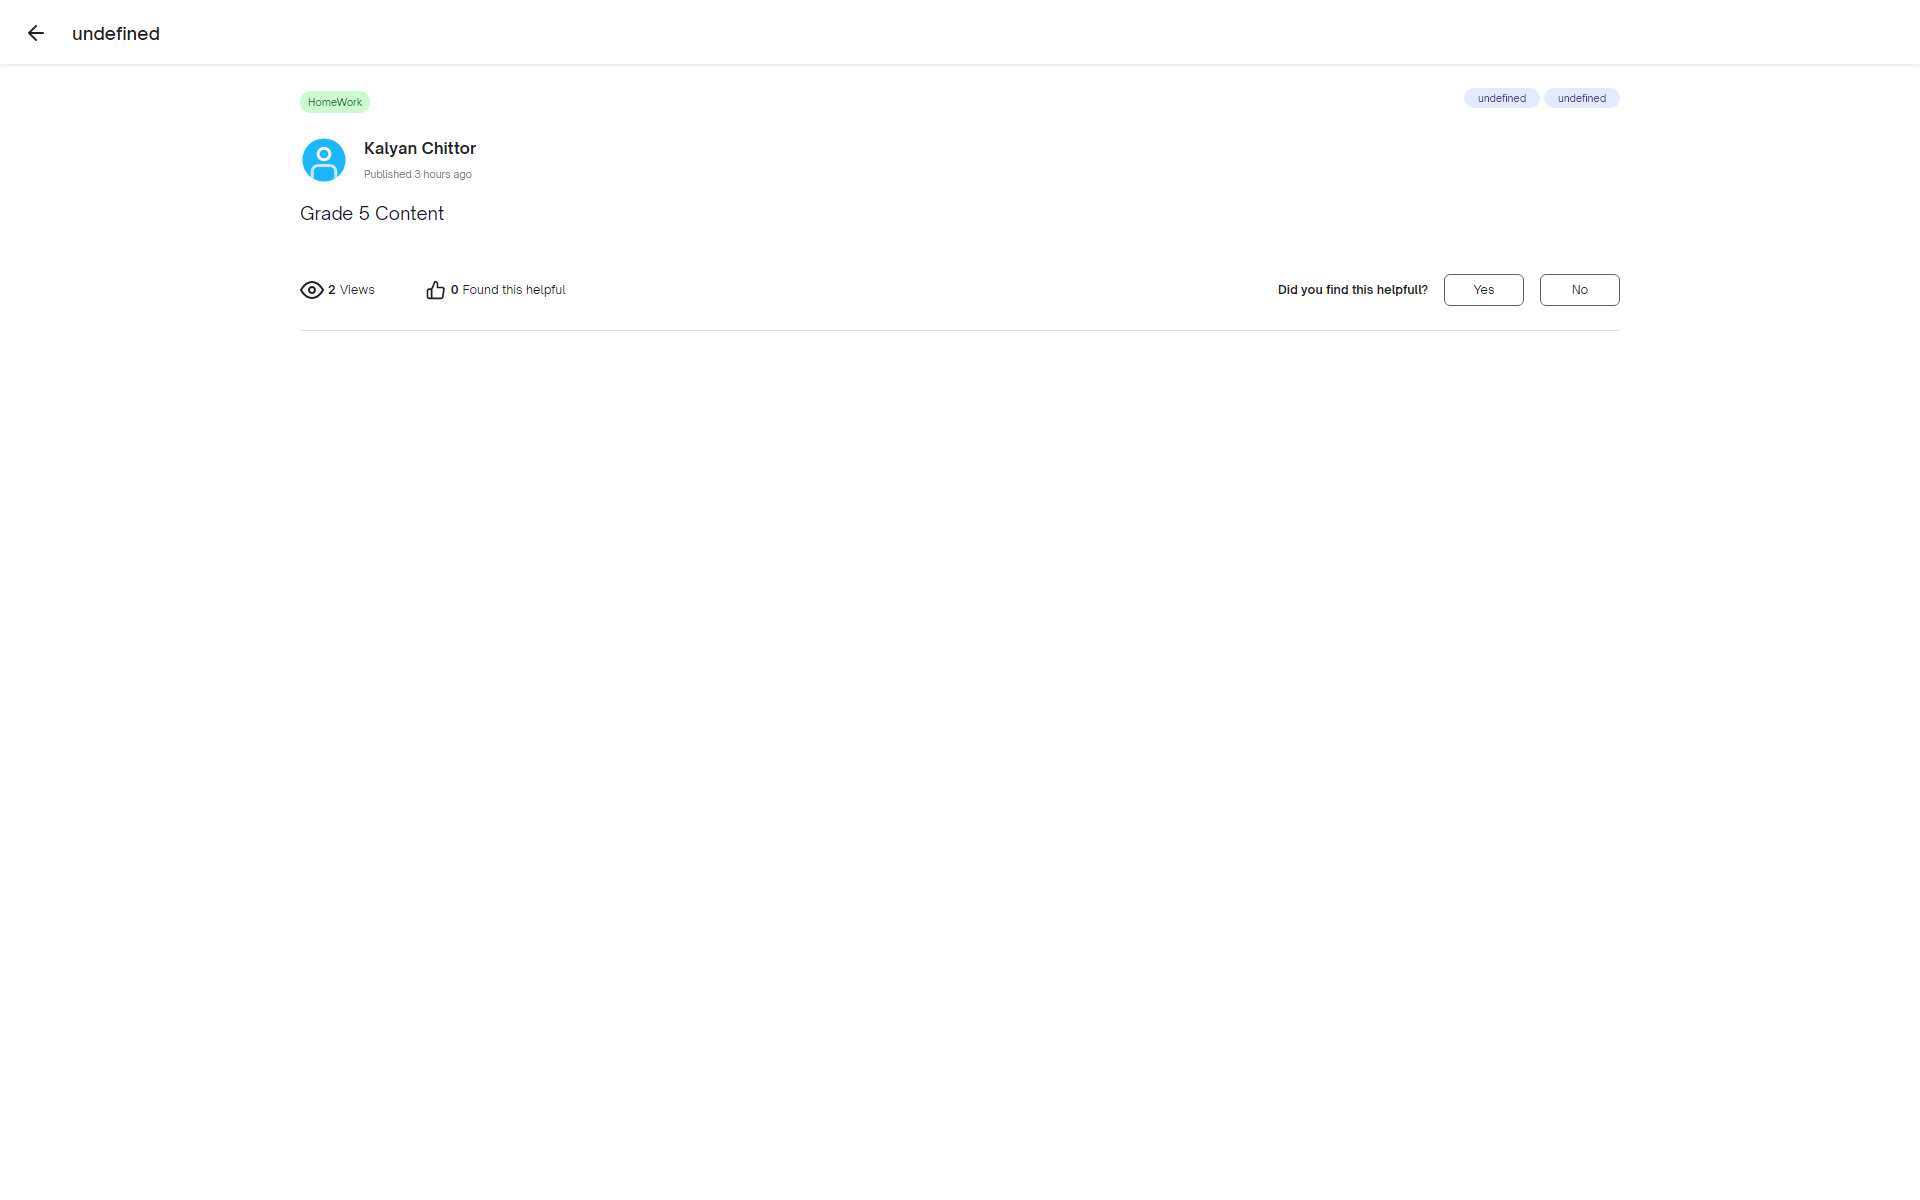 undefined
HomeWork
undefined undefined
Kalyan Chittor
Published 3 hours ago
Grade 5 Content
2 Views
0 Found this helpful
Did you find this helpfull?
Yes
No